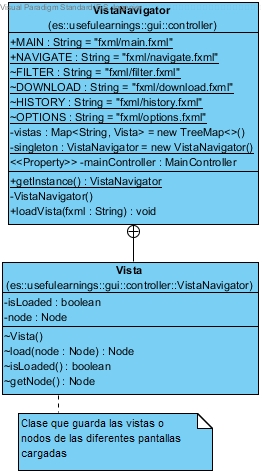 Visual Paradigm Standard
VistaNavigator
(es::usefulearnings::gui::controller)
+MAIN : String = "fxml/main.fxml"
+NAVIGATE : String = "fxml/navigate.fxml"
~FILTER : String = "fxml/filter.fxml"
~DOWNLOAD : String = "fxml/download.fxml"
~HISTORY : String = "fxml/history.fxml"
~OPTIONS : String = "fxml/options.fxml"
-vistas : Map<String, Vista> = new TreeMap<>()
-singleton : VistaNavigator = new VistaNavigator()
<<Property>> -mainController : MainController
+getInstance() : VistaNavigator
-VistaNavigator()
+loadVista(fxml : String) : void
Vista
(es::usefulearnings::gui::controller::VistaNavigator)
-isLoaded : boolean
-node : Node
~Vista()
~load(node : Node) : Node
~isLoaded() : boolean
~getNode() : Node
Clase que guarda las vistas o
nodos de las diferentes pantallas
cargadas